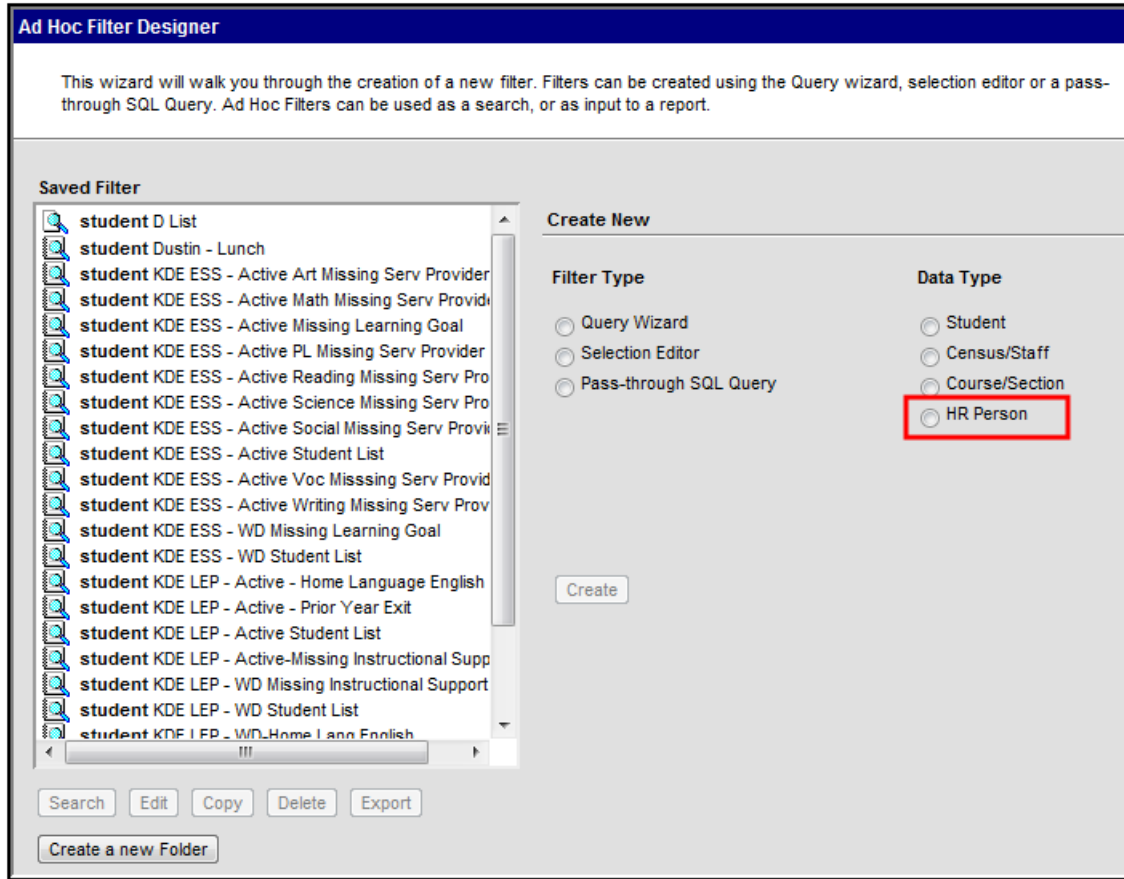 Ad Hoc Filter Designer
This wizard will walk you through the creation of a new filter. Filters can be created using the Query wizard, selection editor or a pass-
through SQL Query. Ad Hoc Filters can be used as a search, or as input to a report.
Saved Filter
student D List
student Dustin - Lunch
student KDE ESS - Active Art Missing Serv Provider
student KDE ESS - Active Math Missing Serv Provid
student KDE ESS - Active Missing Learning Goal
student KDE ESS - Active PL Missing Serv Provider
student KDE ESS - Active Reading Missing Serv Pro
student KDE ESS - Active Science Missing Serv Pro
student KDE ESS - Active Social Missing Serv Provi
student KDE ESS - Active Student List
student KDE ESS - Active Voc Misssing Serv Provid
student KDE ESS - Active Writing Missing Serv Prov
student KDE ESS - WD Missing Learning Goal
student KDE ESS - WD Student List
student KDE LEP - Active - Home Language English
student KDE LEP - Active - Prior Year Exit
student KDE LEP - Active Student List
student KDE LEP - Active-Missing Instructional Supp
student KDE LEP - WD Missing Instructional Support
student KDE LEP - WD Student List
student KDE LEP - WD-Home Lang English
Search Edit Copy Delete Export
Create a new Folder
Create New
Filter Type
Query Wizard
Selection Editor
Pass-through SQL Query
Create
Data Type
Student
Census/Staff
Course/Section
HR Person